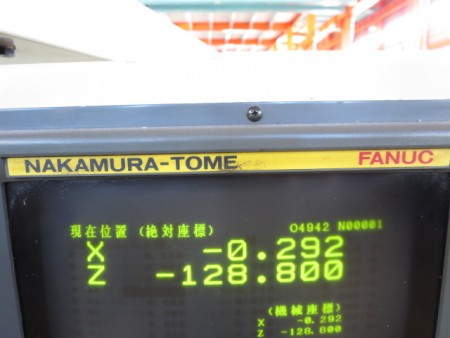 NAKAMURA-TOME FANUC
現在位置 (絶対座標) O4942 N00001
X -0.292
Z -128.800
(機械座標)
X -0.292
Z -128.800